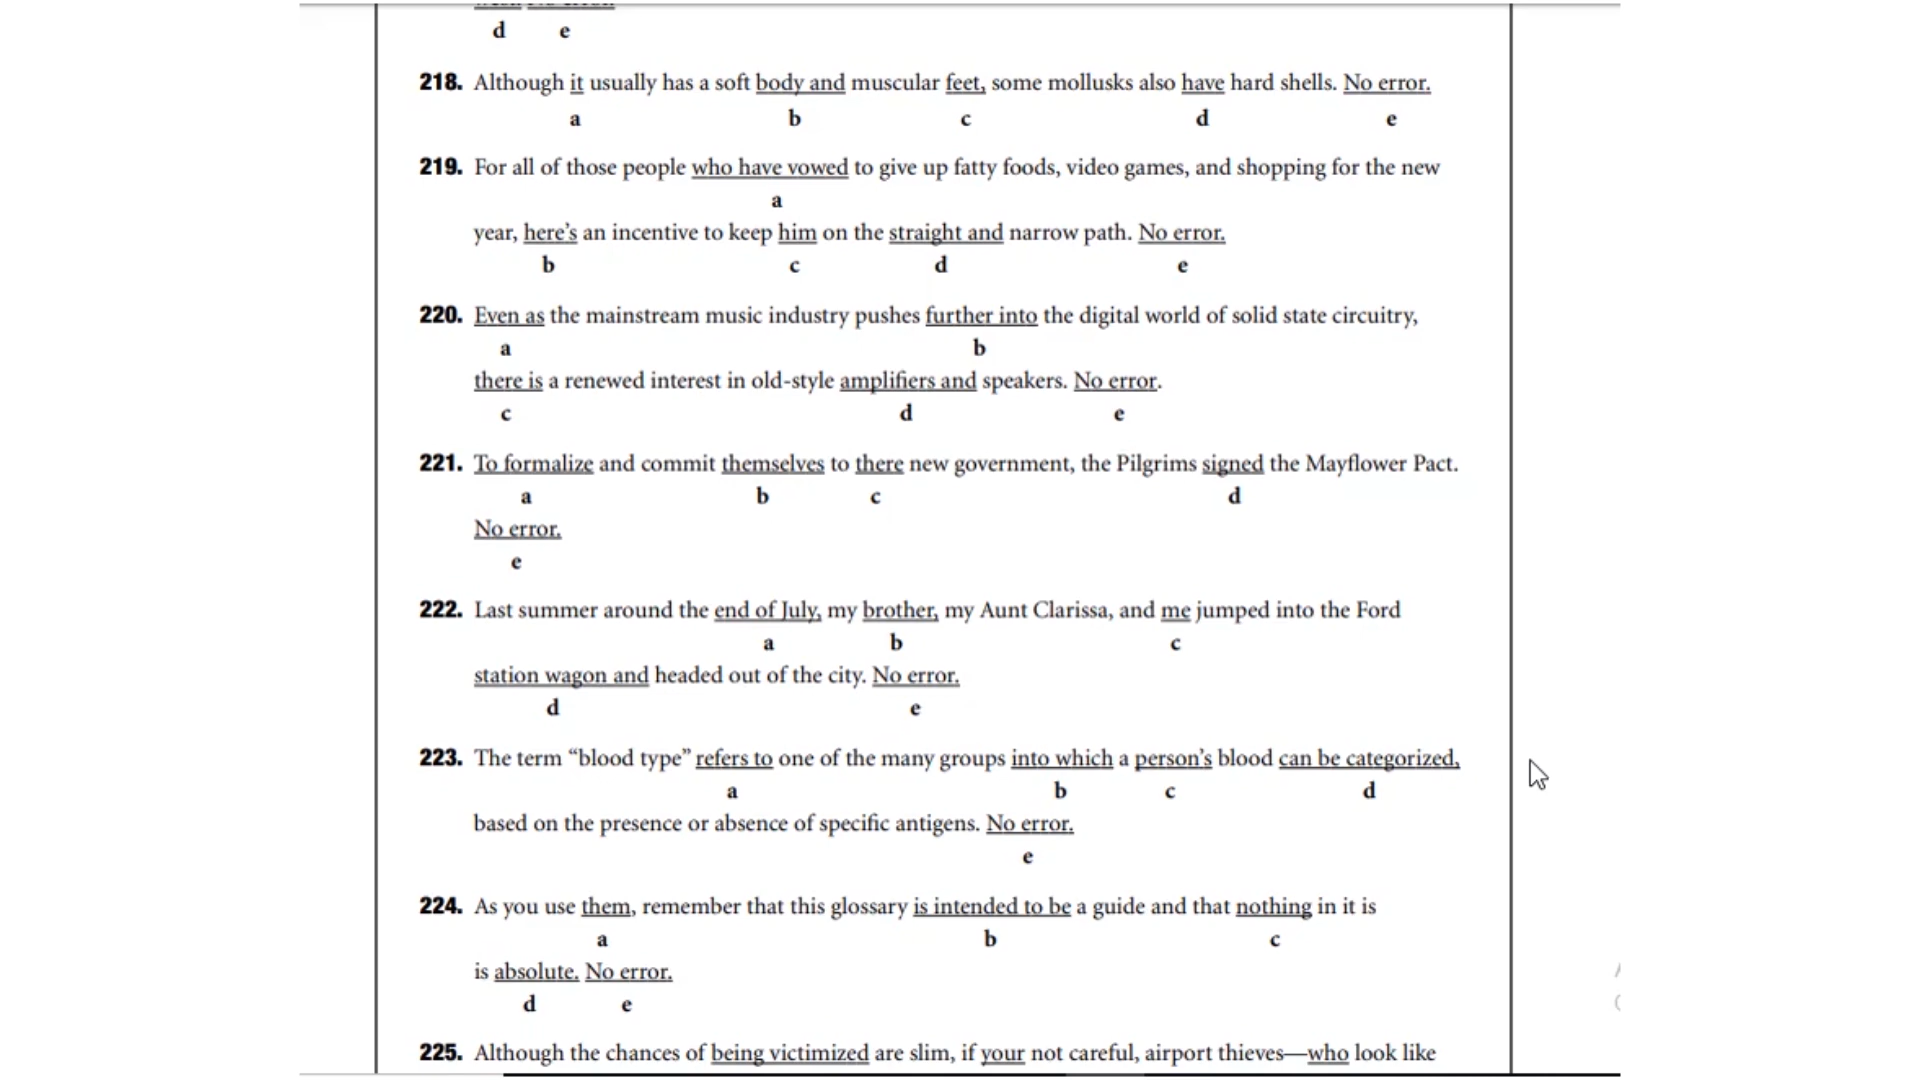 d e
218. Although it usually has a soft body and muscular feet, some mollusks also have hard shells. No error.
a b c d e
219. For all of those people who have vowed to give up fatty foods, video games, and shopping for the new
a
year, here’s an incentive to keep him on the straight and narrow path. No error.
b c d e
220. Even as the mainstream music industry pushes further into the digital world of solid state circuitry,
a b
there is a renewed interest in old-style amplifiers and speakers. No error.
c d e
221. To formalize and commit themselves to there new government, the Pilgrims signed the Mayflower Pact.
a b c d
No error.
e
222. Last summer around the end of July, my brother, my Aunt Clarissa, and me jumped into the Ford
a b c
station wagon and headed out of the city. No error.
d e
223. The term “blood type” refers to one of the many groups into which a person’s blood can be categorized,
a b c d
based on the presence or absence of specific antigens. No error.
e
224. As you use them, remember that this glossary is intended to be a guide and that nothing in it is
a b c
is absolute. No error.
d e
225. Although the chances of being victimized are slim, if your not careful, airport thieves—who look like